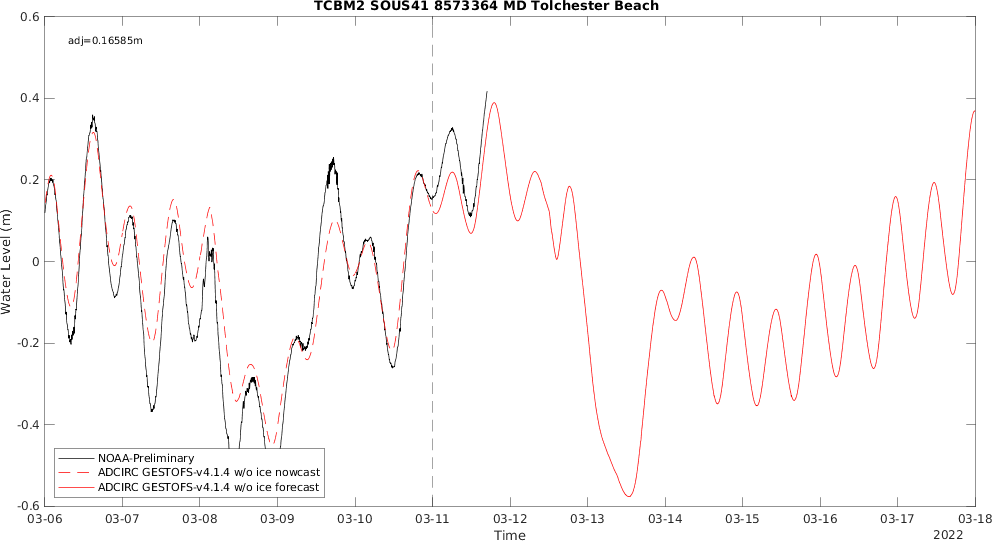 TCBM2 SOUS41 8573364 MD Tolchester Beach
adj=0.16585m
0.6
0.4
0.2
0
-0.2
-0.4
-0.6
Water Level (m)
NOAA-Preliminary
ADCIRC GESTOFS-v4.1.4 w/o ice nowcast
ADCIRC GESTOFS-v4.1.4 w/o ice forecast
03-06 03-07 03-08 03-09 03-10 03-11 03-12 03-13 03-14 03-15 03-16 03-17 03-18
Time
2022